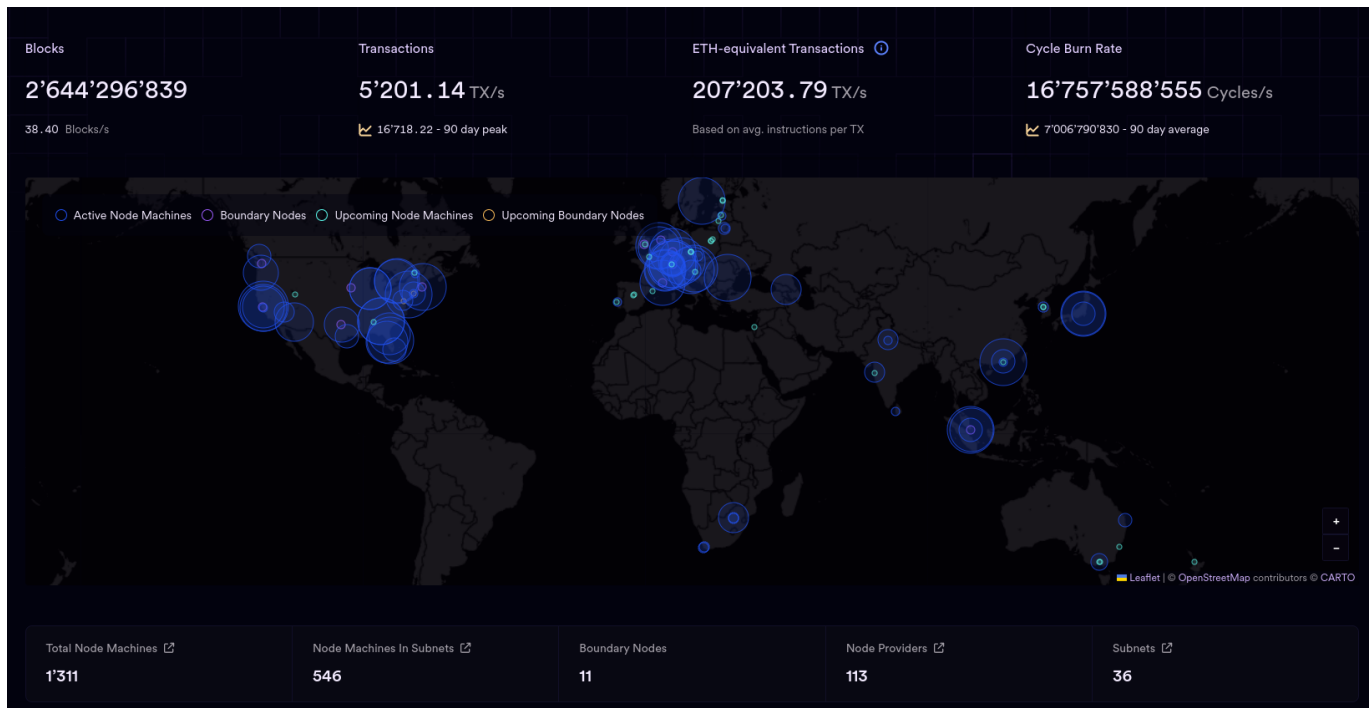 Blocks
2’644’296’839
38.40 Blocks/s
Transactions
5’201.14 TX/s
16’718.22 - 90 day peak
ETH-equivalent Transactions
207’203.79 TX/s
Based on avg. instructions per TX
Cycle Burn Rate
16’757’588’555 Cycles/s
7’006’790’830 - 90 day average
Active Node Machines Boundary Nodes Upcoming Node Machines Upcoming Boundary Nodes
+
−
Leaflet | © OpenStreetMap contributors © CARTO
Total Node Machines
1’311
Node Machines In Subnets
546
Boundary Nodes
11
Node Providers
113
Subnets
36